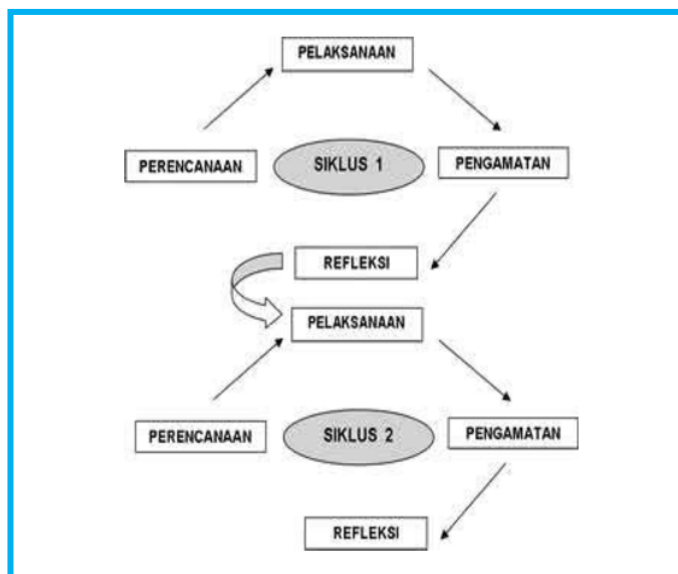 PELAKSANAAN
PERENCANAAN
SIKLUS 1
PENGAMATAN
REFLEKSI
PELAKSANAAN
PERENCANAAN
SIKLUS 2
PENGAMATAN
REFLEKSI